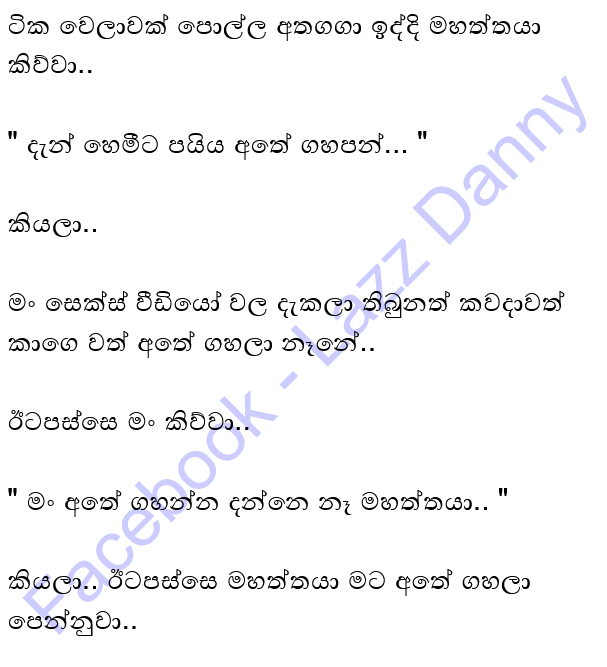 ටික වෙලාවක් පොල්ල අතගගා ඉද්දි මහත්තයා
කිව්වා..
" දැන් හෙමීට පයිය අතේ ගහපන්... "
කියලා..
මං සෙක්ස් වීඩියෝ වල දැකලා තිබුනත් කවදාවත්
කාගෙ වත් අතේ ගහලා නෑනේ..
ඊටපස්සෙ මං කිව්වා..
" මං අතේ ගහන්න දන්නෙ නෑ මහත්තයා.. "
කියලා.. ඊටපස්සෙ මහත්තයා මට අතේ ගහලා
පෙන්නුවා..
Facebook - Lazz Danny